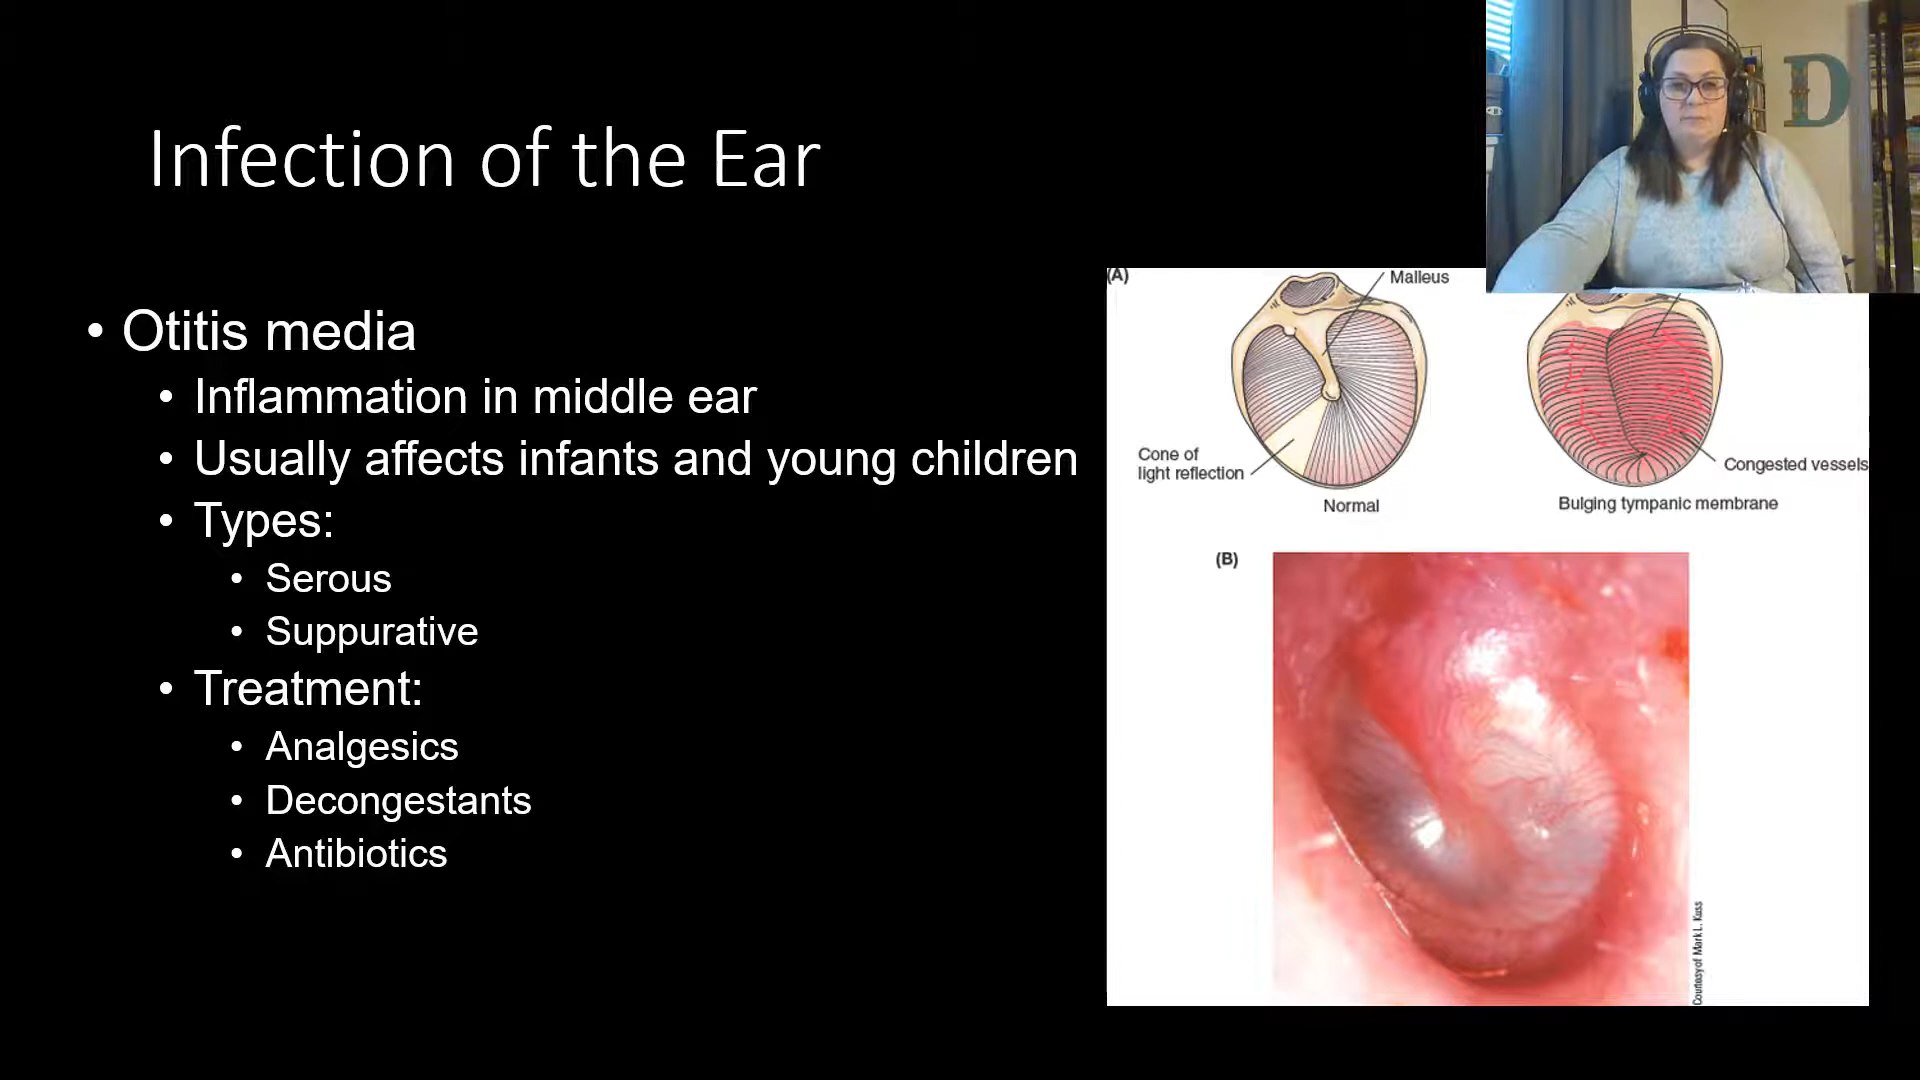 Infection of the Ear
• Otitis media
• Inflammation in middle ear
• Usually affects infants and young children
• Types:
• Serous
• Suppurative
• Treatment:
• Analgesics
• Decongestants
• Antibiotics
(A)
Malleus
Cone of
light reflection
Normal
Congested vessels
Bulging tympanic membrane
(B)
Courtesy of Mark L. Kuss
D